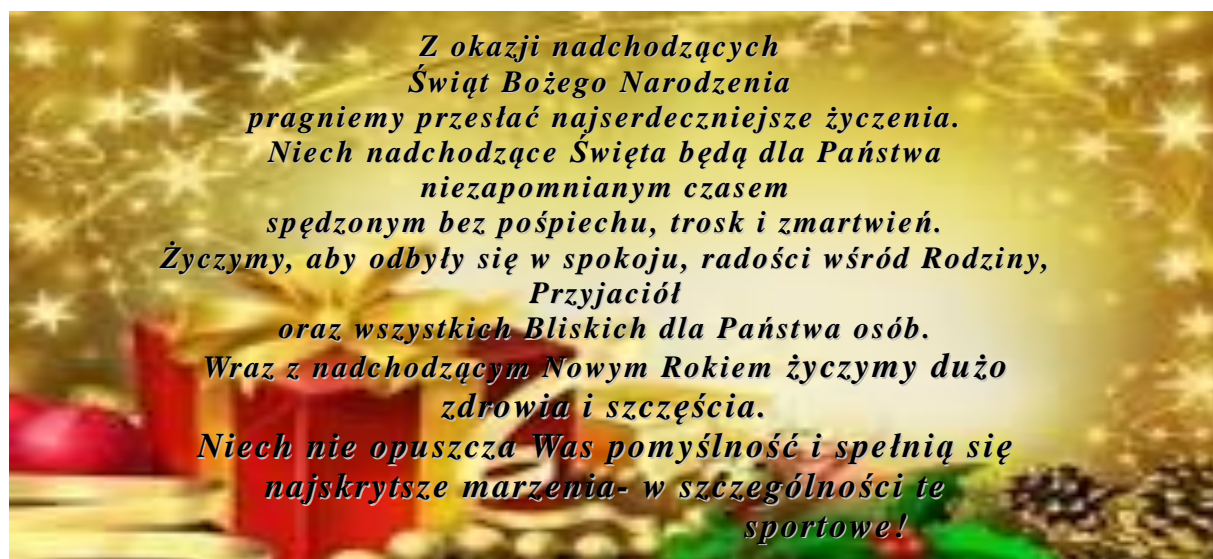 Z okazji nadchodzących
Świąt Bożego Narodzenia
pragniemy przesłać najserdeczniejsze życzenia.
Niech nadchodzące Święta będą dla Państwa
niezapomnianym czasem
spędzonym bez pośpiechu, trosk i zmartwień.
Życzymy, aby odbyły się w spokoju, radości wśród Rodziny,
Przyjaciół
oraz wszystkich Bliskich dla Państwa osób.
Wraz z nadchodzącym Nowym Rokiem życzymy dużo
zdrowia i szczęścia.
Niech nie opuszcza Was pomyślność i spełnią się
najskrytsze marzenia- w szczególności te
sportowe!